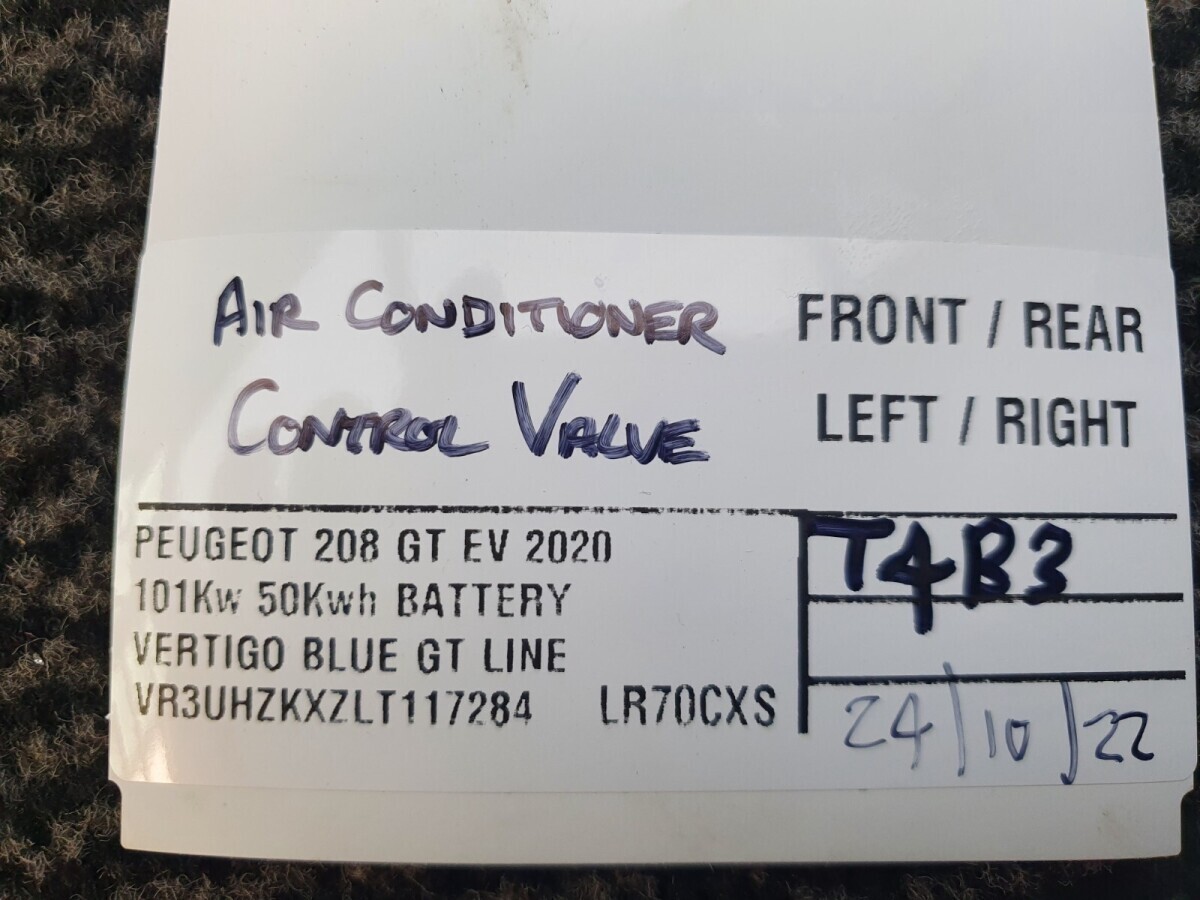 AIR CONDITIONER
CONTROL VALVE
FRONT / REAR
LEFT / RIGHT
PEUGEOT 208 GT EV 2020
101Kw 50Kwh BATTERY
VERTIGO BLUE GT LINE
VR3UHZKXZLT117284 LR70CXS
T4B3
24/10/22